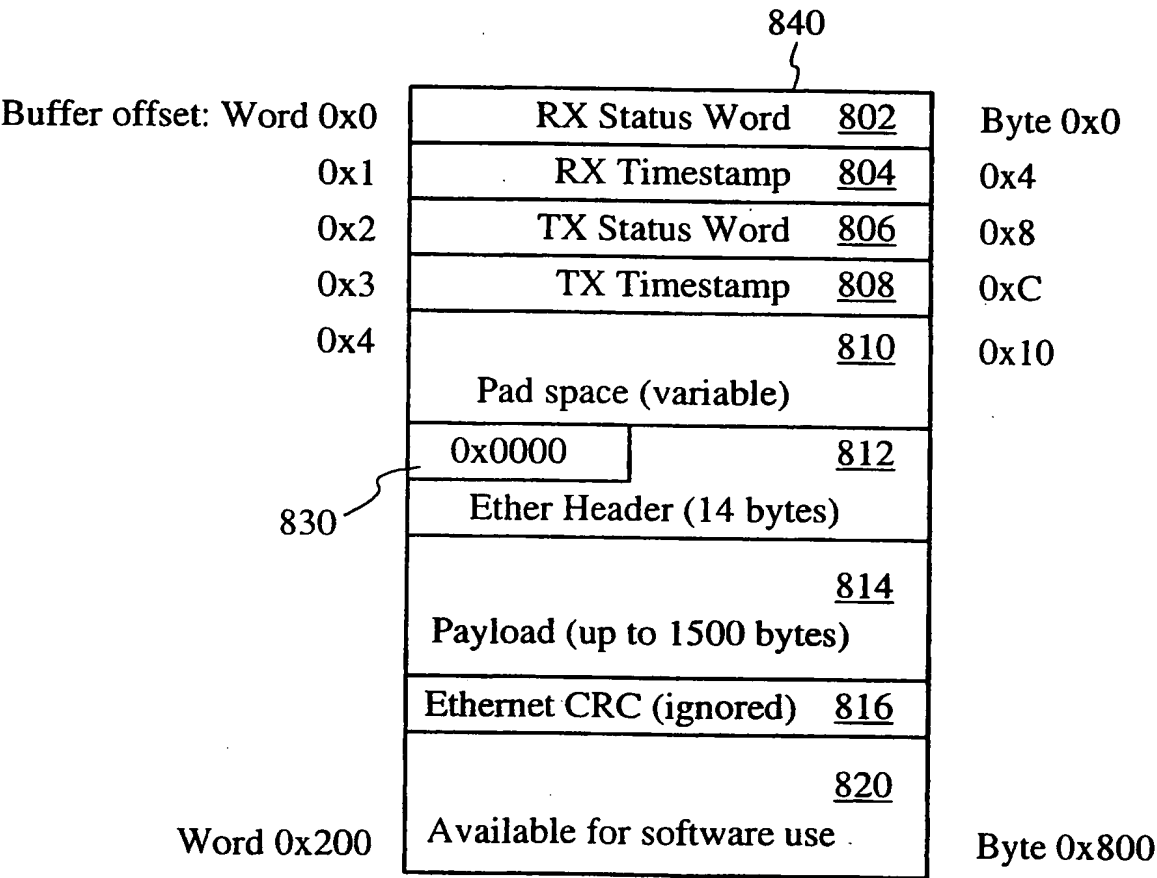 840
Buffer offset: Word 0x0 RX Status Word 802 Byte 0x0
0x1 RX Timestamp 804 0x4
0x2 TX Status Word 806 0x8
0x3 TX Timestamp 808 0xC
0x4 810 0x10
Pad space (variable)
0x0000 812
830 Ether Header (14 bytes)
814
Payload (up to 1500 bytes)
Ethernet CRC (ignored) 816
820
Word 0x200 Available for software use Byte 0x800